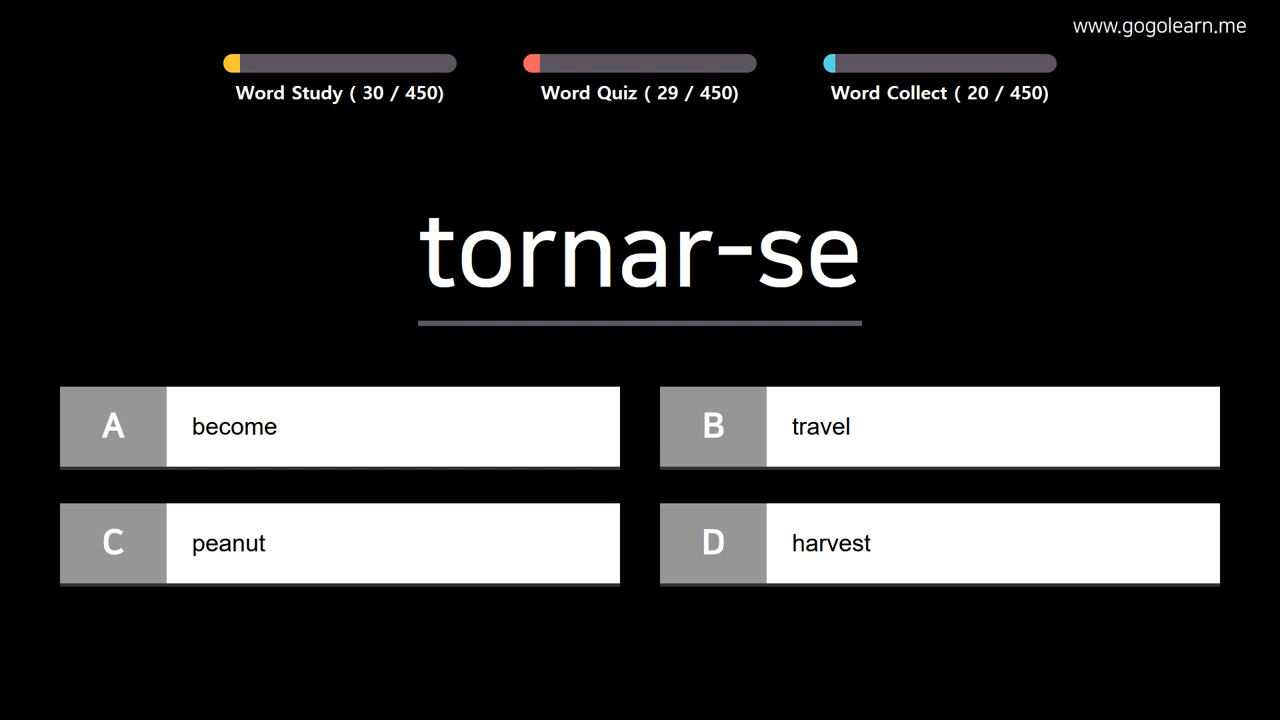 www.gogolearn.me
Word Study ( 30 / 450) Word Quiz ( 29 / 450) Word Collect ( 20 / 450)
tornar-se
A become B travel
C peanut D harvest